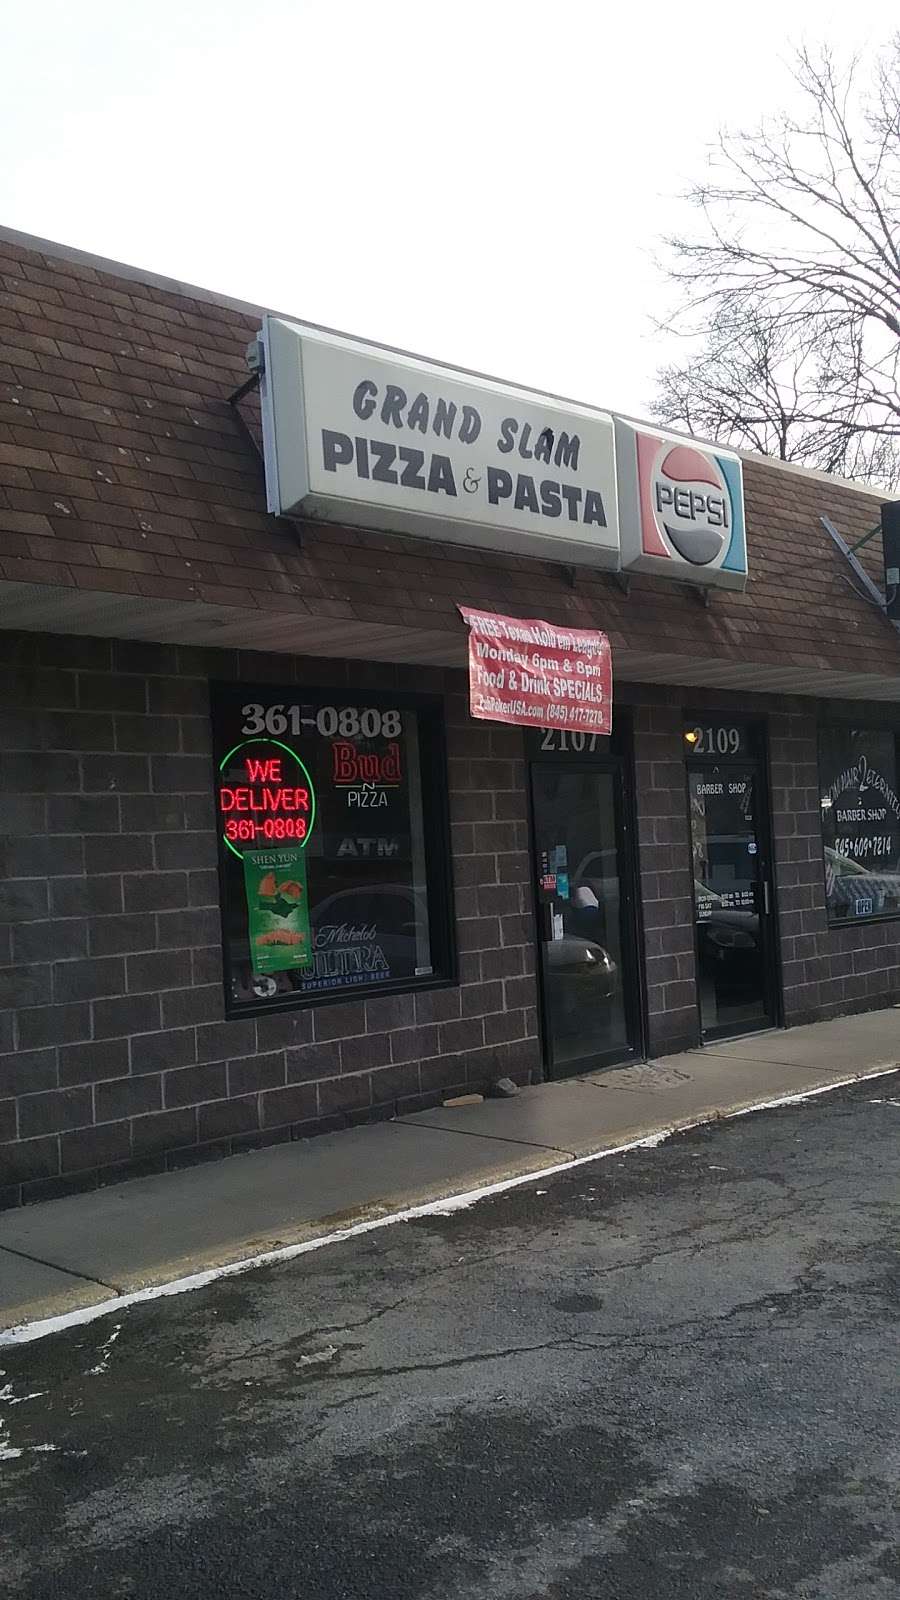 GRAND SLAM
PIZZA & PASTA
PEPSI
FREE Texas Hold'em League
Monday 6pm & 8pm
Food & Drink SPECIALS
(845) 417-7278
361-0808
WE
DELIVER
361-0808
Bud
PIZZA
ATM
SHEN YUN
Michelob
ULTRA
SUPERIOR LIGHT BEER
2107
2109
BARBER SHOP
2
BARBER SHOP
845•609•7214
OPEN